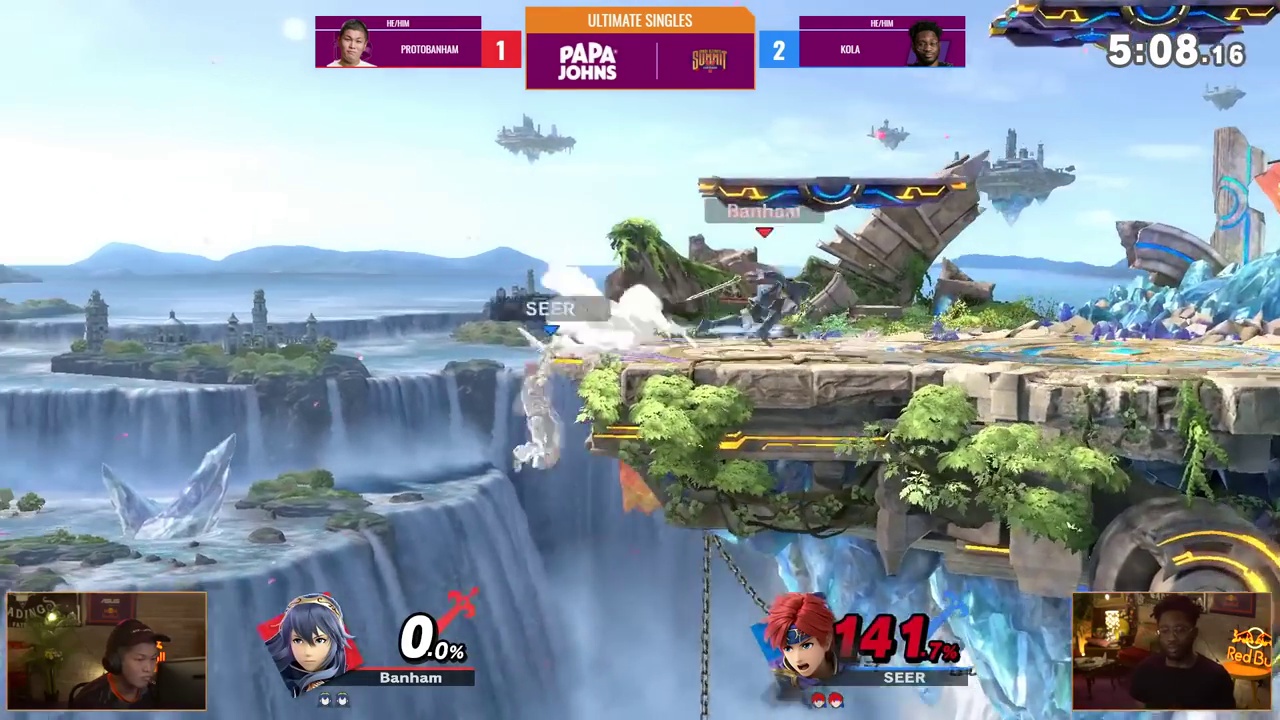 HE/HIM
PROTOBANHAM
1
ULTIMATE SINGLES
PAPA JOHNS
SUMMIT
2
HE/HIM
KOLA
5:08.16
Banham
SEER
0.0%
Banham
141.7%
SEER
Red Bu